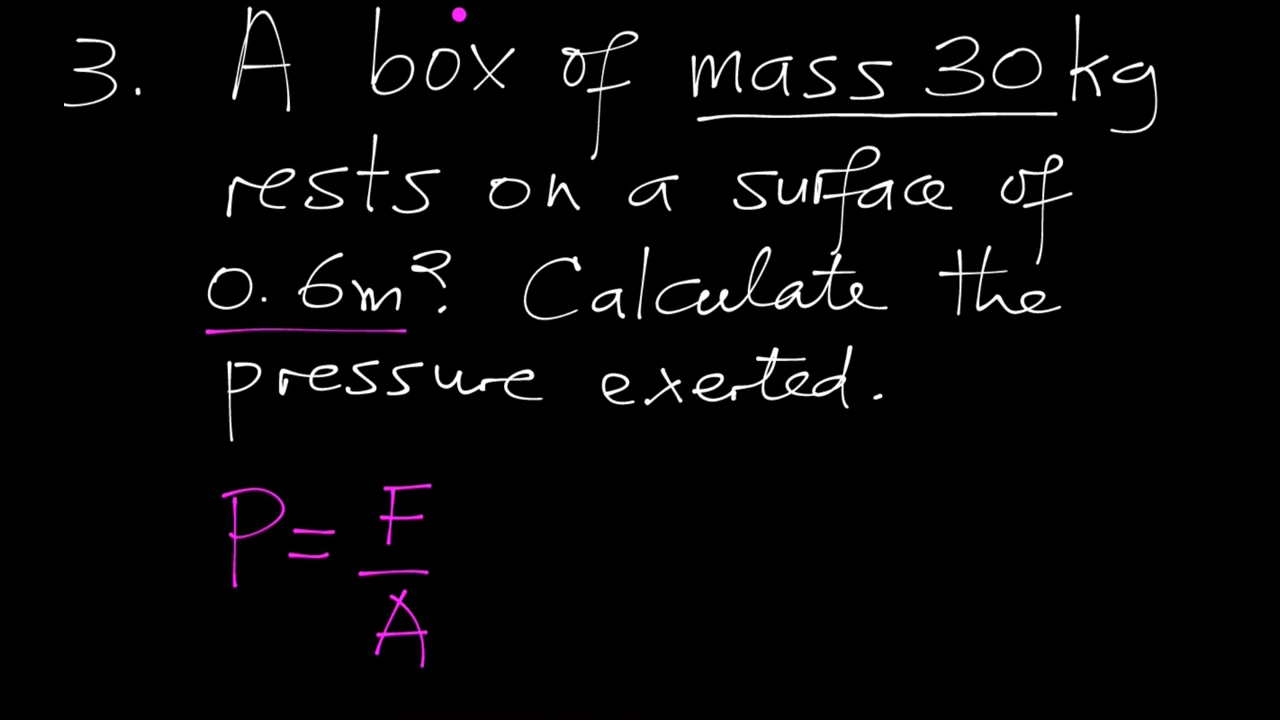 3. A box of mass 30kg
rests on a surface of
0.6m². Calculate the
pressure exerted.
P = F
A